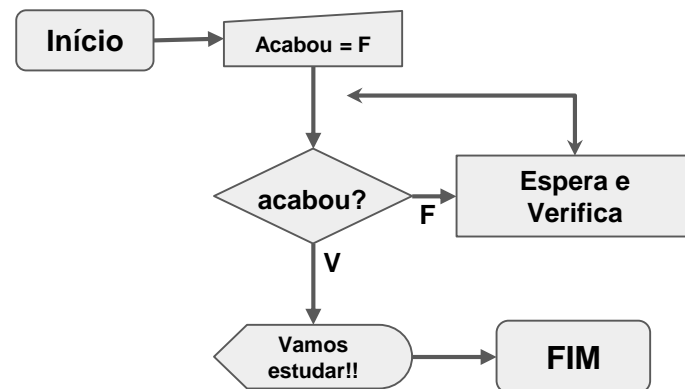 Início
Acabou = F
acabou?
F
Espera e
Verifica
V
Vamos
estudar!!
FIM